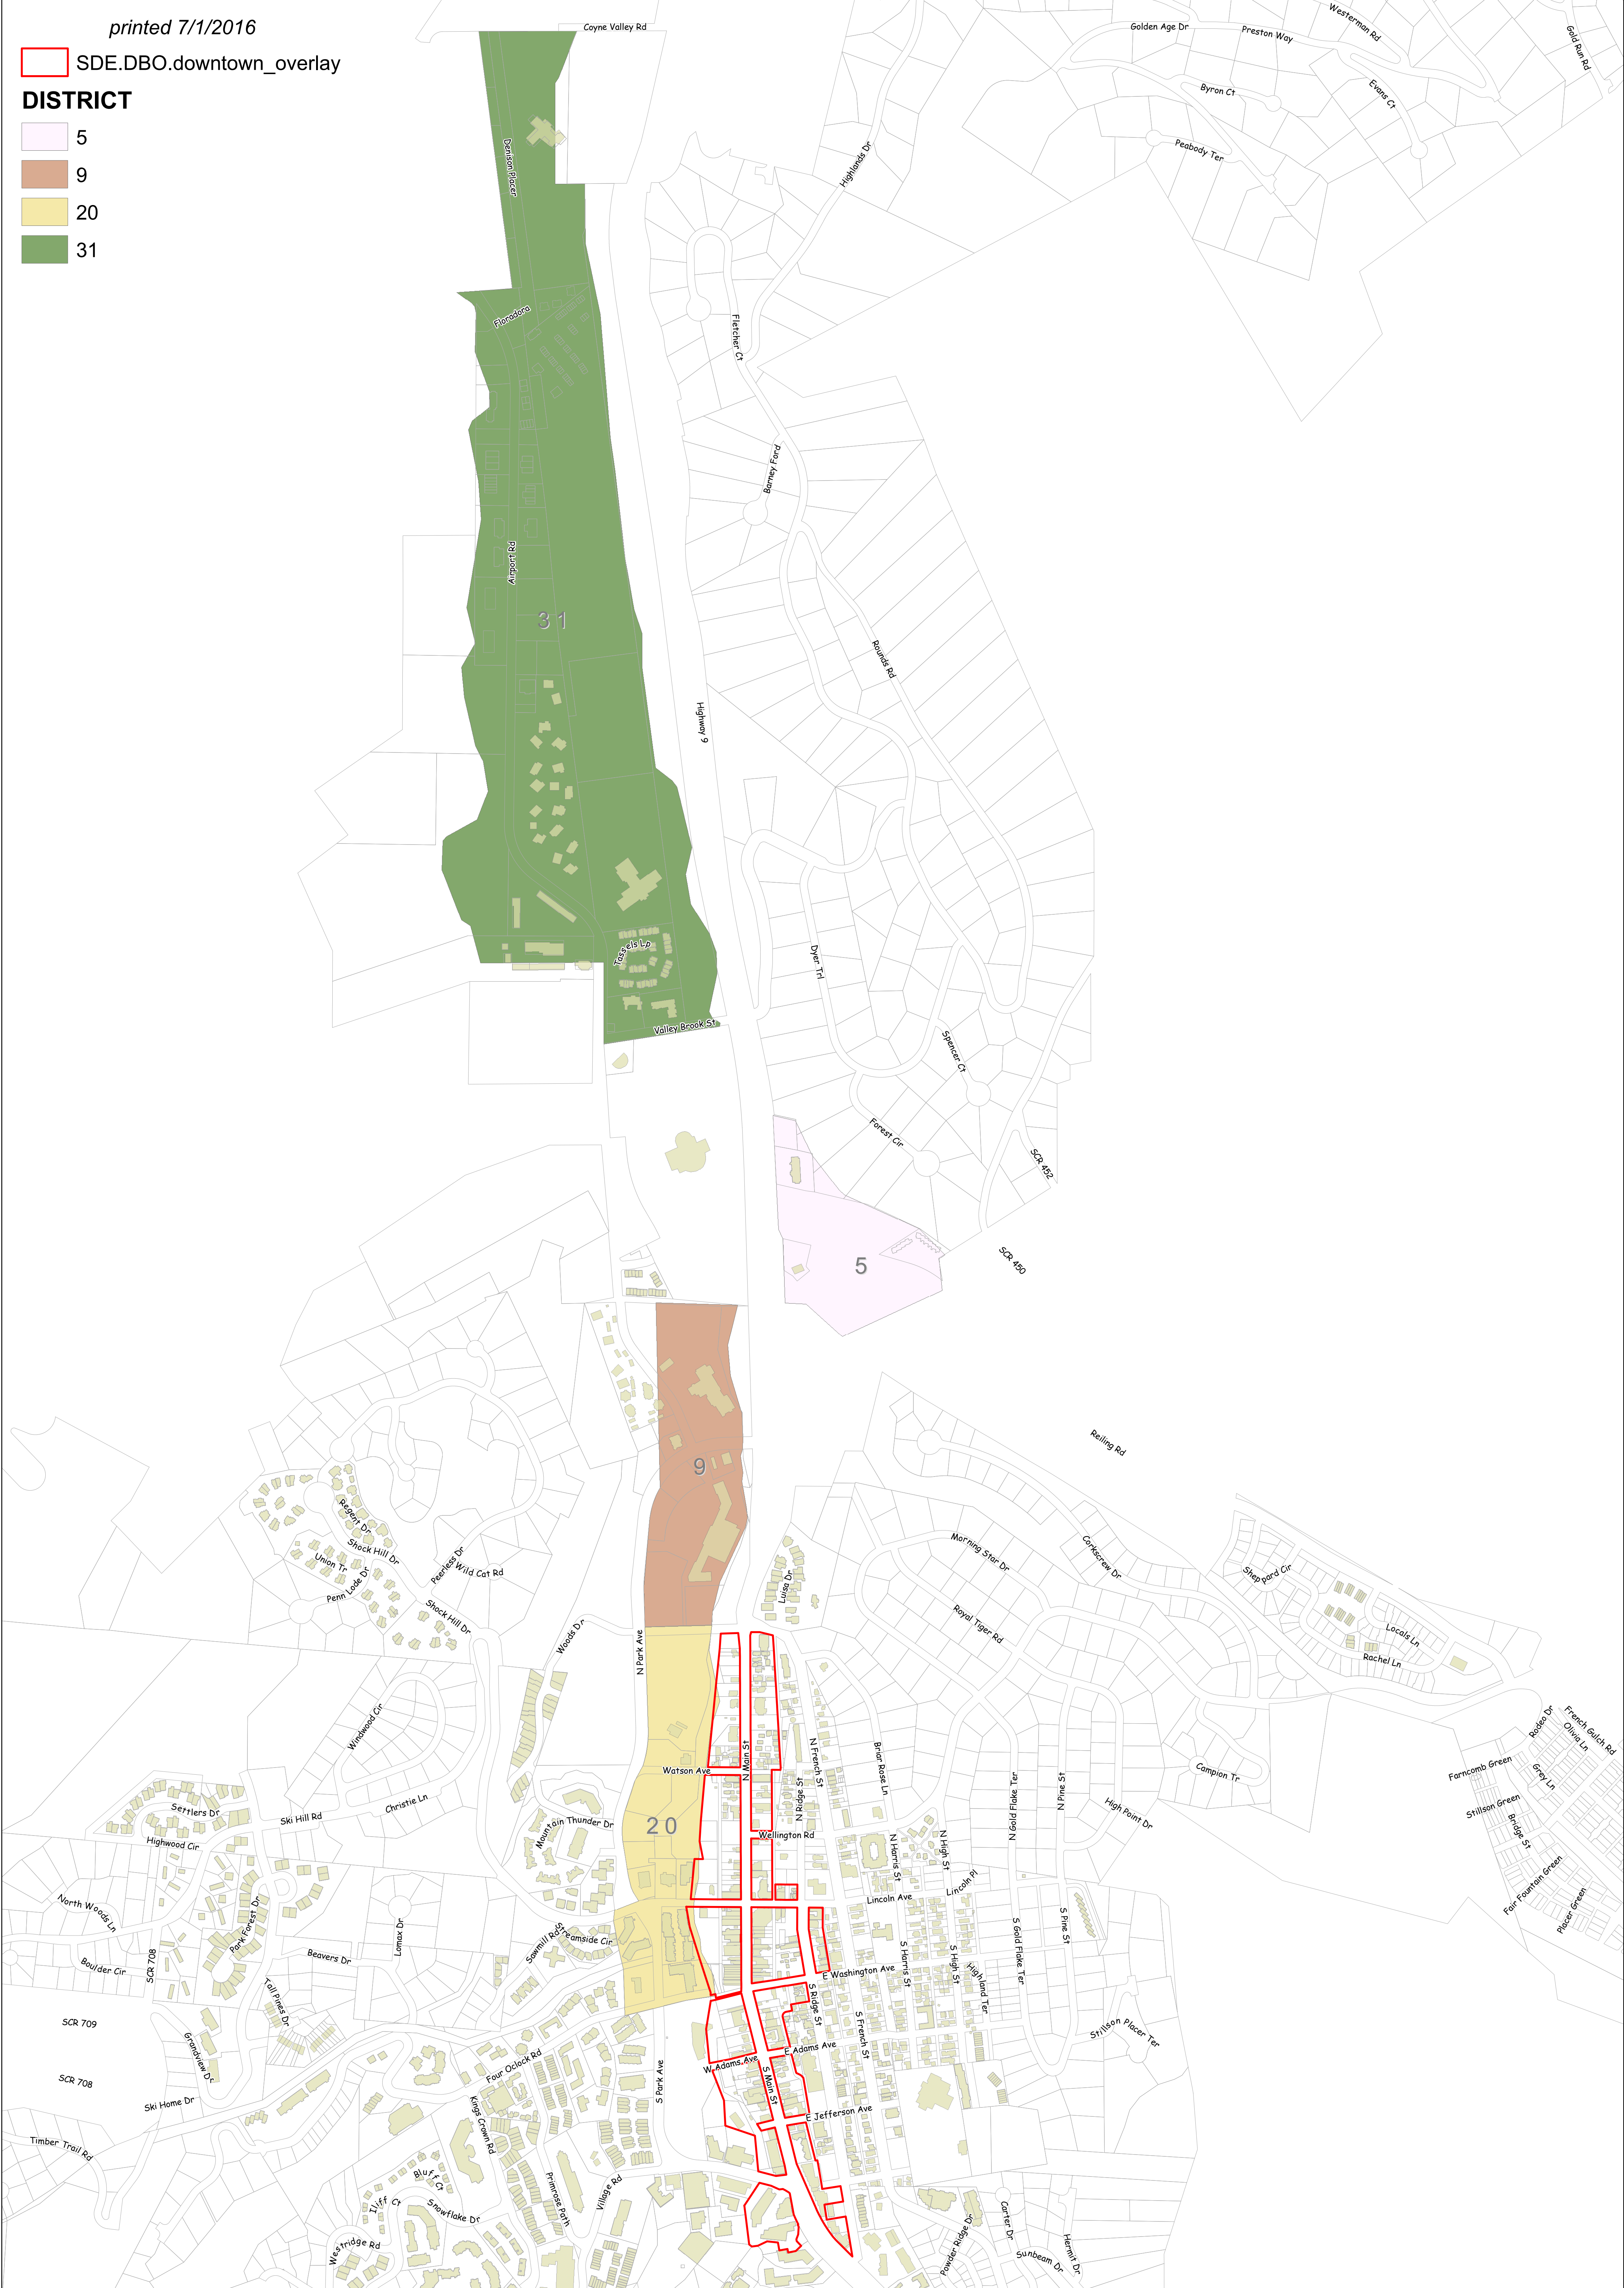 printed 7/1/2016
SDE.DBO.downtown_overlay
DISTRICT
5
9
20
31
Coyne Valley Rd
Golden Age Dr
Preston Way
Westerman Rd
Gold Run Rd
Byron Ct
Evans Ct
Peabody Ter
Highlands Dr
Denison Placer
Floradora
Fletcher Ct
Barney Ford
Airport Rd
31
Rounds Rd
Highway 9
Tassels Lp
Dyer Trl
Valley Brook St
Spencer Ct
Forest Cir
SCR 452
5
SCR 450
9
Reiling Rd
Regent Dr
Shock Hill Dr
Union Tr
Penn Lode Dr
Peerless Dr
Wild Cat Rd
Shock Hill Dr
Woods Dr
N Park Ave
Luisa Dr
Morning Star Dr
Corkscrew Dr
Royal Tiger Rd
Sheppard Cir
Locals Ln
Rachel Ln
Windwood Cir
Watson Ave
N Main St
N French St
N Ridge St
Briar Rose Ln
N Gold Flake Ter
N Pine St
Campion Tr
High Point Dr
Rodeo Dr
French Gulch Rd
Olivia Ln
Farncomb Green
Grey Ln
Stillson Green
Bridge St
Fair Fountain Green
Placer Green
Settlers Dr
Ski Hill Rd
Christie Ln
Highwood Cir
Mountain Thunder Dr
20
Wellington Rd
N Harris St
N High St
Lincoln Pl
Lincoln Ave
North Woods Ln
Park Forest Dr
Lomax Dr
Sawmill Rd
Streamside Cir
Boulder Cir
SCR 708
Beavers Dr
Tall Pines Dr
E Washington Ave
S Ridge St
S Harris St
S High St
Highland Ter
S Gold Flake Ter
S Pine St
SCR 709
Grandview Dr
Four Oclock Rd
S Park Ave
W Adams Ave
E Adams Ave
S French St
Stillson Placer Ter
SCR 708
Ski Home Dr
Kings Crown Rd
S Main St
E Jefferson Ave
Timber Trail Rd
Bluff Ct
Iliff Ct
Snowflake Dr
Primrose Path
Village Rd
Westridge Rd
Powder Ridge Dr
Carter Dr
Sunbeam Dr
Hermit Dr